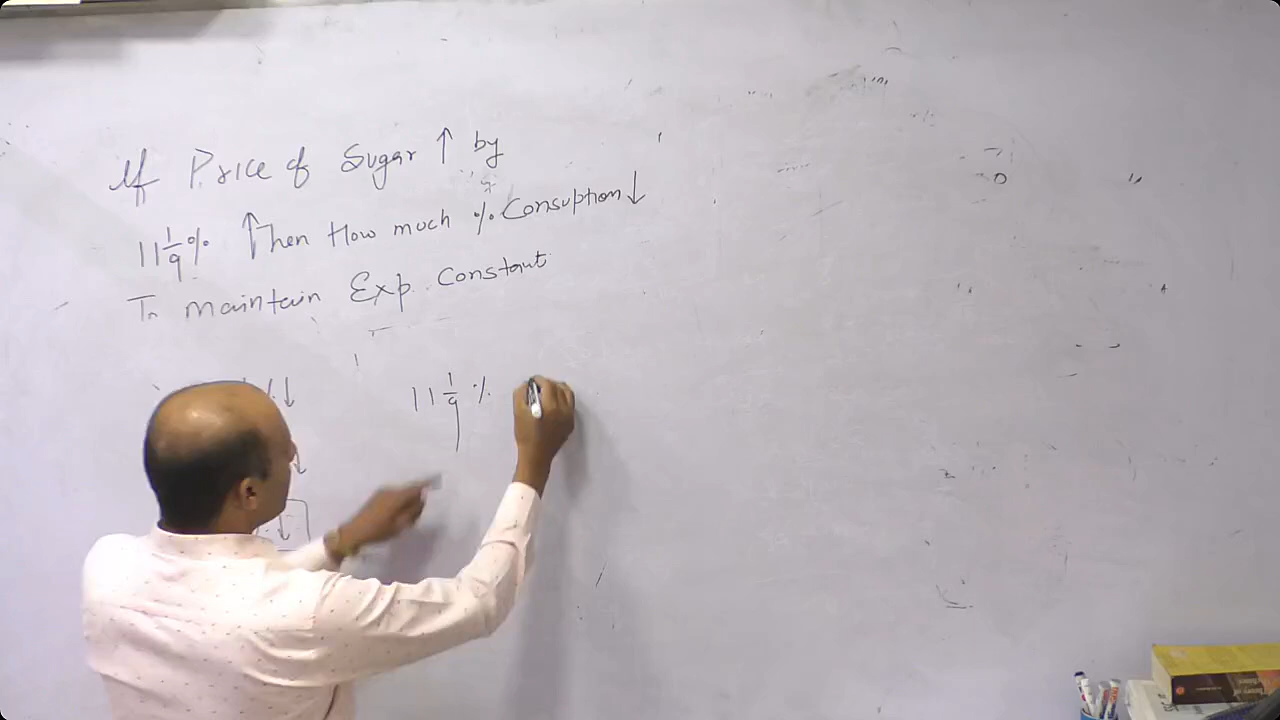 If Price of Sugar ↑ by
11 1/9 % Then How much % Consuption ↓
To maintain Exp. Constant
11 1/9 %